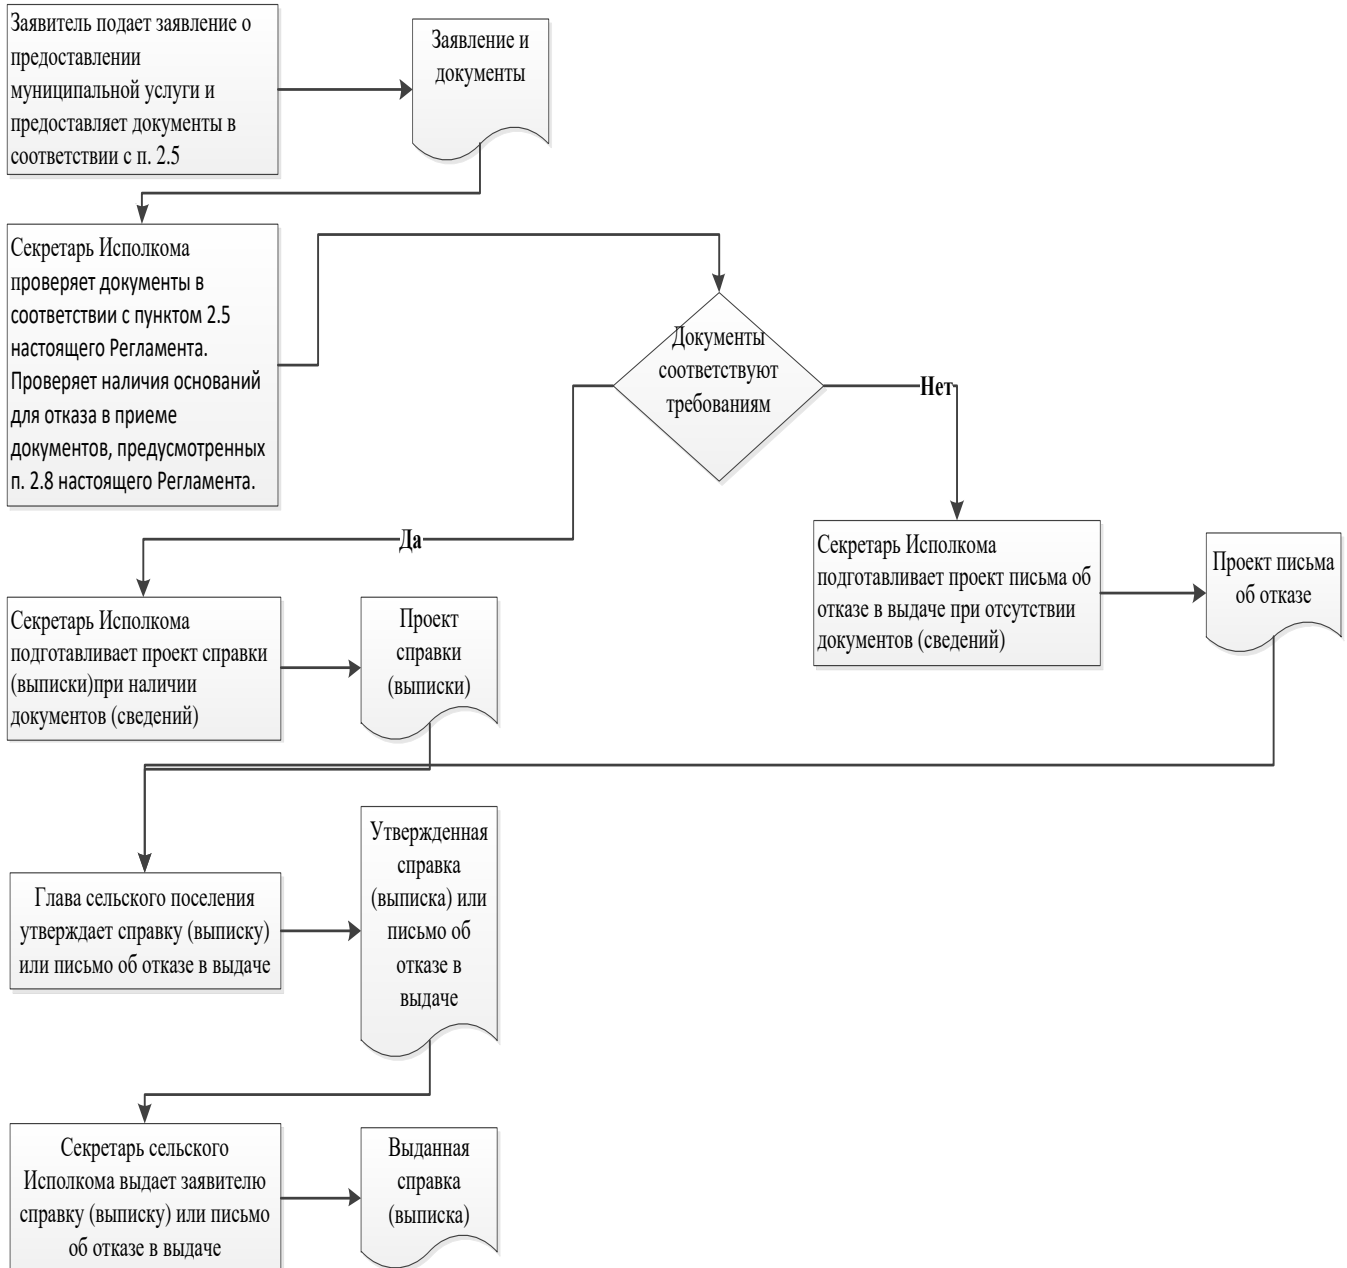 Заявитель подает заявление о
предоставлении
муниципальной услуги и
предоставляет документы в
соответствии с п. 2.5
Заявление и
документы
Секретарь Исполкома
проверяет документы в
соответствии с пунктом 2.5
настоящего Регламента.
Проверяет наличия оснований
для отказа в приеме
документов, предусмотренных
п. 2.8 настоящего Регламента.
Документы
соответствуют
требованиям
Нет
Да
Секретарь Исполкома
подготавливает проект письма об
отказе в выдаче при отсутствии
документов (сведений)
Проект письма
об отказе
Секретарь Исполкома
подготавливает проект справки
(выписки)при наличии
документов (сведений)
Проект
справки
(выписки)
Глава сельского поселения
утверждает справку (выписку)
или письмо об отказе в выдаче
Утвержденная
справка
(выписка) или
письмо об
отказе в
выдаче
Секретарь сельского
Исполкома выдает заявителю
справку (выписку) или письмо
об отказе в выдаче
Выданная
справка
(выписка)